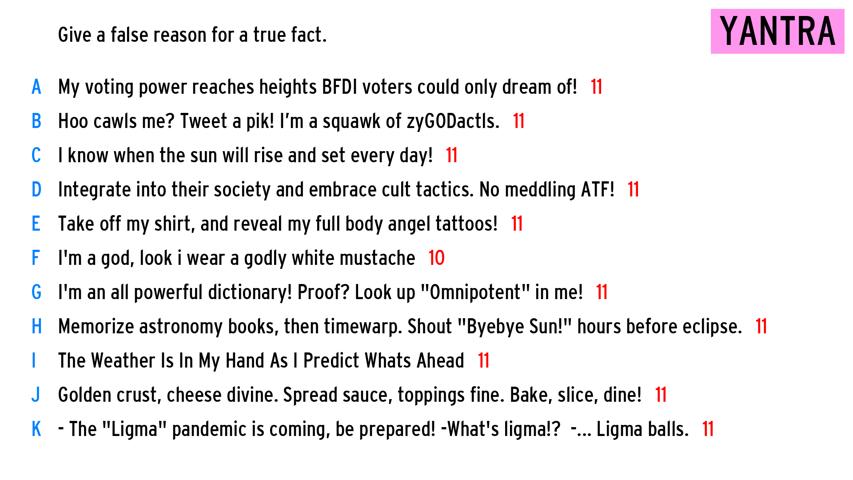 Give a false reason for a true fact.
YANTRA
A My voting power reaches heights BFDI voters could only dream of! 11
B Hoo cawls me? Tweet a pik! I'm a squawk of zyGODactls. 11
C I know when the sun will rise and set every day! 11
D Integrate into their society and embrace cult tactics. No meddling ATF! 11
E Take off my shirt, and reveal my full body angel tattoos! 11
F I'm a god, look i wear a godly white mustache 10
G I'm an all powerful dictionary! Proof? Look up "Omnipotent" in me! 11
H Memorize astronomy books, then timewarp. Shout "Byebye Sun!" hours before eclipse. 11
I The Weather Is In My Hand As I Predict Whats Ahead 11
J Golden crust, cheese divine. Spread sauce, toppings fine. Bake, slice, dine! 11
K - The "Ligma" pandemic is coming, be prepared! -What's ligma!? -... Ligma balls. 11